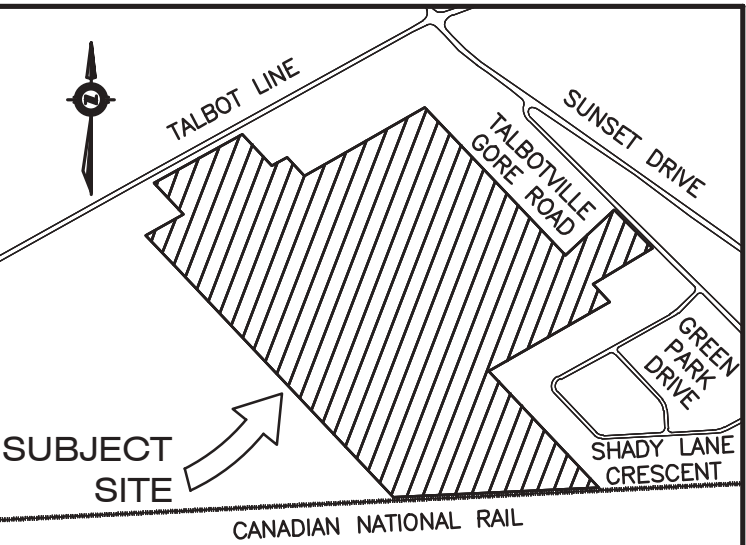 TALBOT LINE
SUNSET DRIVE
TALBOTVILLE
GORE ROAD
GREEN
PARK
DRIVE
SUBJECT
SITE
SHADY LANE
CRESCENT
CANADIAN NATIONAL RAIL
Z